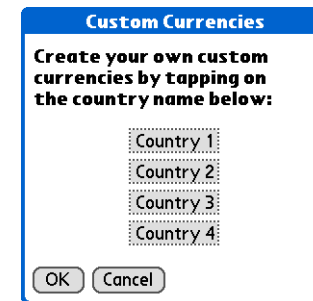 Custom Currencies
Create your own custom
currencies by tapping on
the country name below:
Country 1
Country 2
Country 3
Country 4
OK Cancel